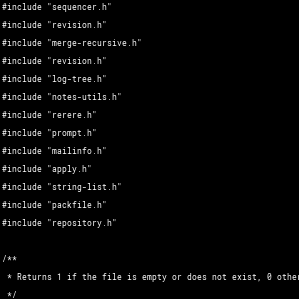 #include "sequencer.h"
#include "revision.h"
#include "merge-recursive.h"
#include "revision.h"
#include "log-tree.h"
#include "notes-utils.h"
#include "rerere.h"
#include "prompt.h"
#include "mailinfo.h"
#include "apply.h"
#include "string-list.h"
#include "packfile.h"
#include "repository.h"
/**
 * Returns 1 if the file is empty or does not exist, 0 other
 */